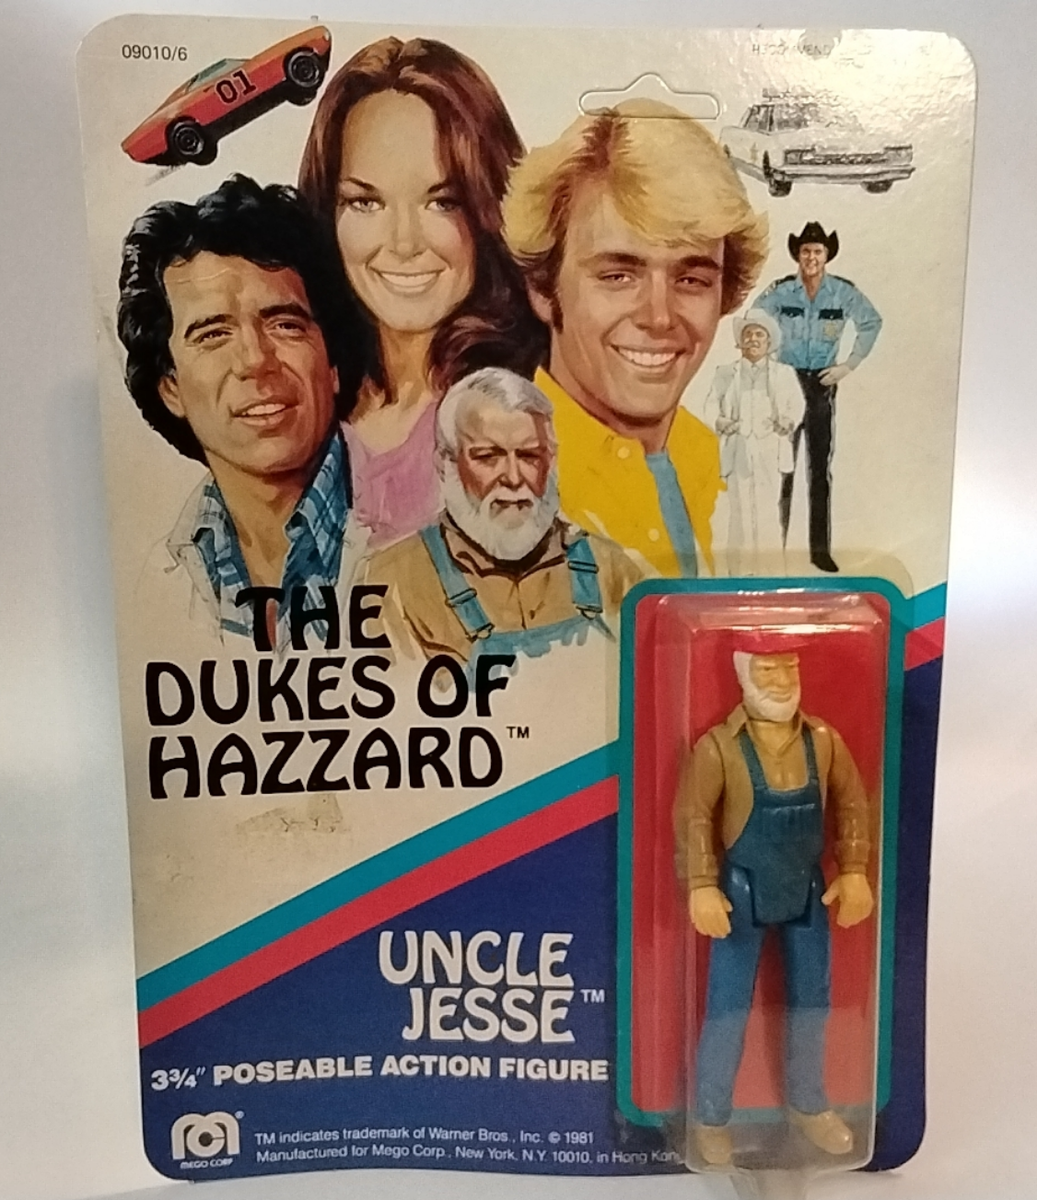 09010/6
01
THE
DUKES OF
HAZZARD™
UNCLE
JESSE™
3¾" POSEABLE ACTION FIGURE
®
MEGO CORP
TM indicates trademark of Warner Bros., Inc. © 1981
Manufactured for Mego Corp., New York, N.Y. 10010, in Hong Kong